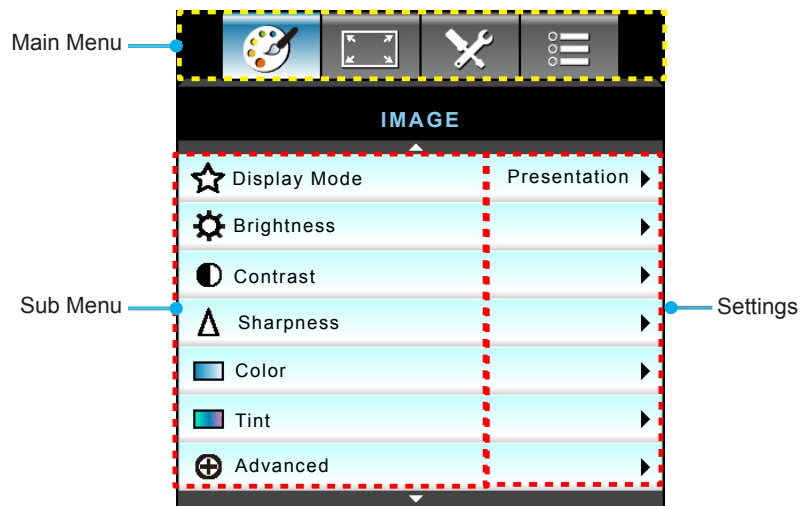 Main Menu
IMAGE
Display Mode Presentation
Brightness
Contrast
Sub Menu
Sharpness
Settings
Color
Tint
Advanced